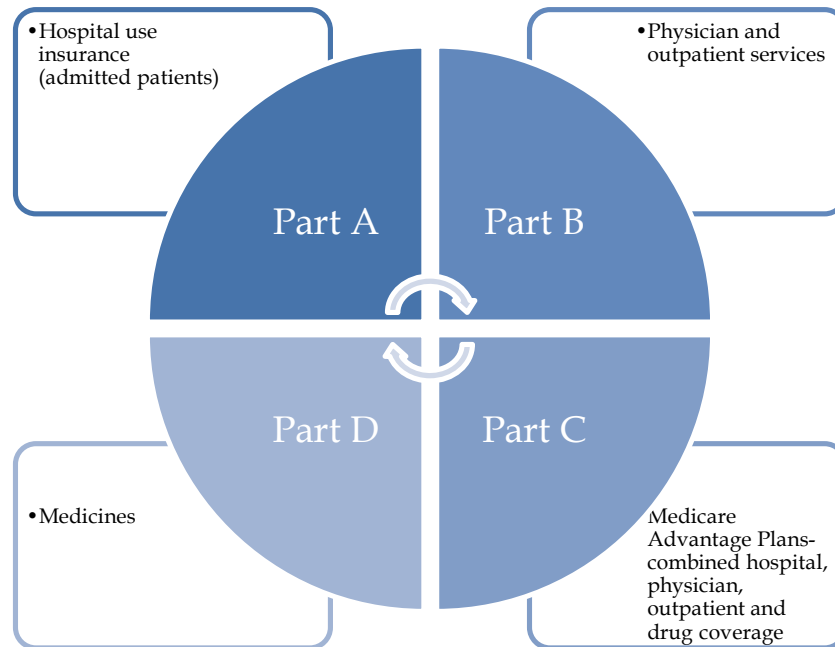 •Hospital use
insurance
(admitted patients)
•Physician and
outpatient services
Part A
Part B
Part D
Part C
•Medicines
Medicare
Advantage Plans-
combined hospital,
physician,
outpatient and
drug coverage